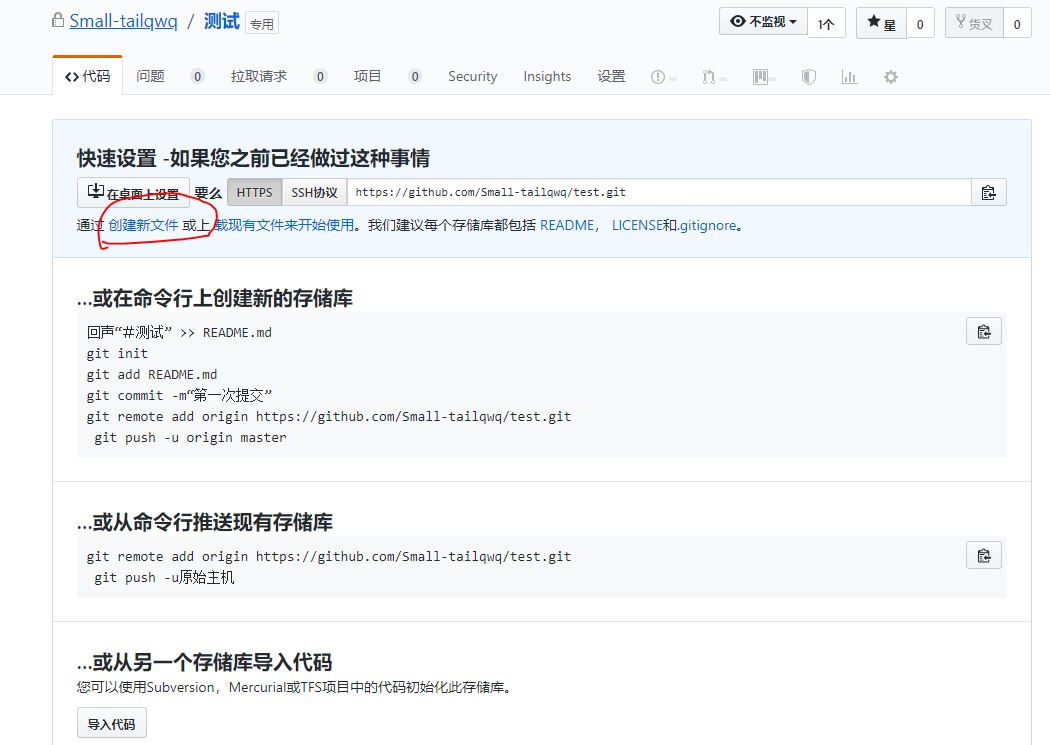 Small-tailqwq / 测试 专用
不监视 1个 星 0 货叉 0
代码 问题 0 拉取请求 0 项目 0 Security Insights 设置
快速设置 -如果您之前已经做过这种事情
在桌面上设置 要么 HTTPS SSH协议 https://github.com/Small-tailqwq/test.git
通过 创建新文件 或上 载现有文件来开始使用。我们建议每个存储库都包括 README， LICENSE和.gitignore。
...或在命令行上创建新的存储库
回声“＃测试” >> README.md
git init
git add README.md
git commit -m“第一次提交”
git remote add origin https://github.com/Small-tailqwq/test.git
git push -u origin master
...或从命令行推送现有存储库
git remote add origin https://github.com/Small-tailqwq/test.git
git push -u原始主机
...或从另一个存储库导入代码
您可以使用Subversion，Mercurial或TFS项目中的代码初始化此存储库。
导入代码